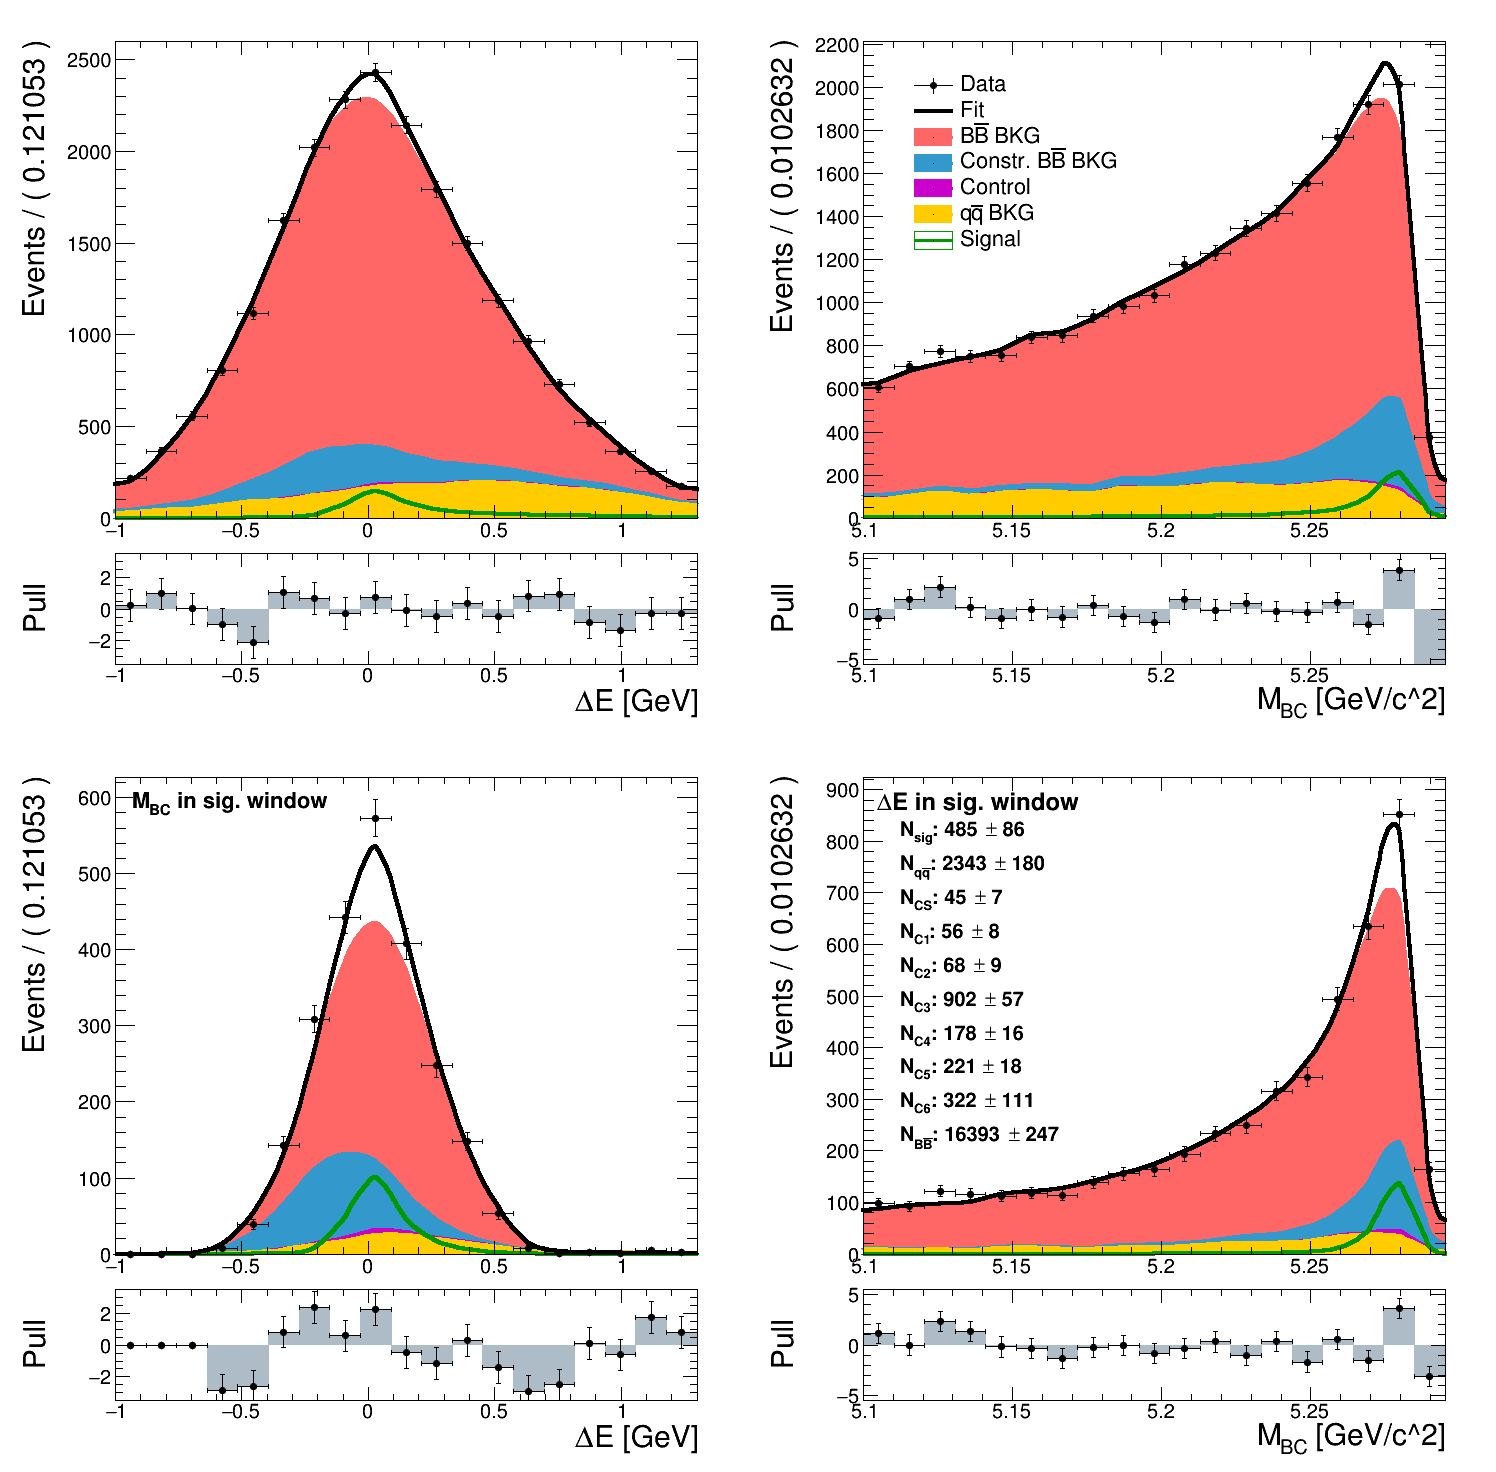 Events / ( 0.121053 )
2500
2000
1500
1000
500
0
−1
−0.5
0
0.5
1
Pull
2
0
−2
−1
−0.5
0
0.5
1
ΔE [GeV]
Events / ( 0.0102632 )
2200
2000
1800
1600
1400
1200
1000
800
600
400
200
0
Data
Fit
BB̅ BKG
Constr. BB̅ BKG
Control
qq̅ BKG
Signal
5.1
5.15
5.2
5.25
Pull
5
0
−5
5.1
5.15
5.2
5.25
M_BC [GeV/c^2]
Events / ( 0.121053 )
600
500
400
300
200
100
0
M_BC in sig. window
−1
−0.5
0
0.5
1
Pull
2
0
−2
−1
−0.5
0
0.5
1
ΔE [GeV]
Events / ( 0.0102632 )
900
800
700
600
500
400
300
200
100
0
ΔE in sig. window
N_sig: 485 ± 86
N_qq̅: 2343 ± 180
N_CS: 45 ± 7
N_C1: 56 ± 8
N_C2: 68 ± 9
N_C3: 902 ± 57
N_C4: 178 ± 16
N_C5: 221 ± 18
N_C6: 322 ± 111
N_BB̅: 16393 ± 247
5.1
5.15
5.2
5.25
Pull
5
0
−5
5.1
5.15
5.2
5.25
M_BC [GeV/c^2]